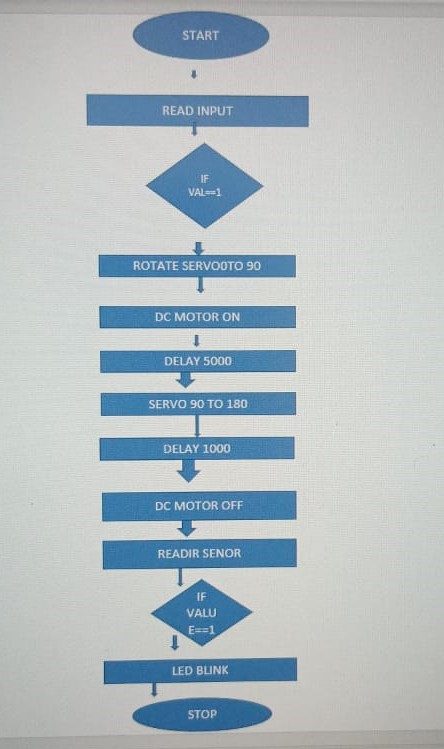 START
READ INPUT
IF
VAL==1
ROTATE SERVO0TO 90
DC MOTOR ON
DELAY 5000
SERVO 90 TO 180
DELAY 1000
DC MOTOR OFF
READIR SENOR
IF
VALU
E==1
LED BLINK
STOP